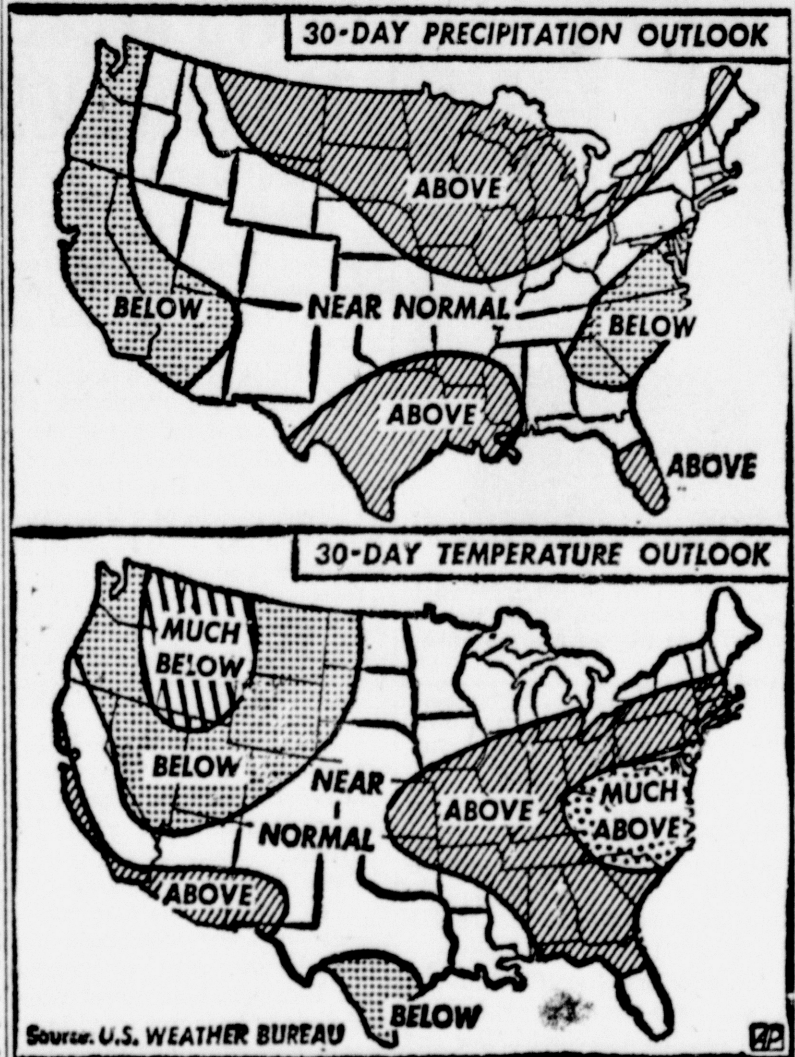 30-DAY PRECIPITATION OUTLOOK
ABOVE
BELOW
NEAR NORMAL
BELOW
ABOVE
ABOVE
30-DAY TEMPERATURE OUTLOOK
MUCH
BELOW
BELOW
NEAR
NORMAL
ABOVE
MUCH
ABOVE
ABOVE
BELOW
Source. U.S. WEATHER BUREAU
AP